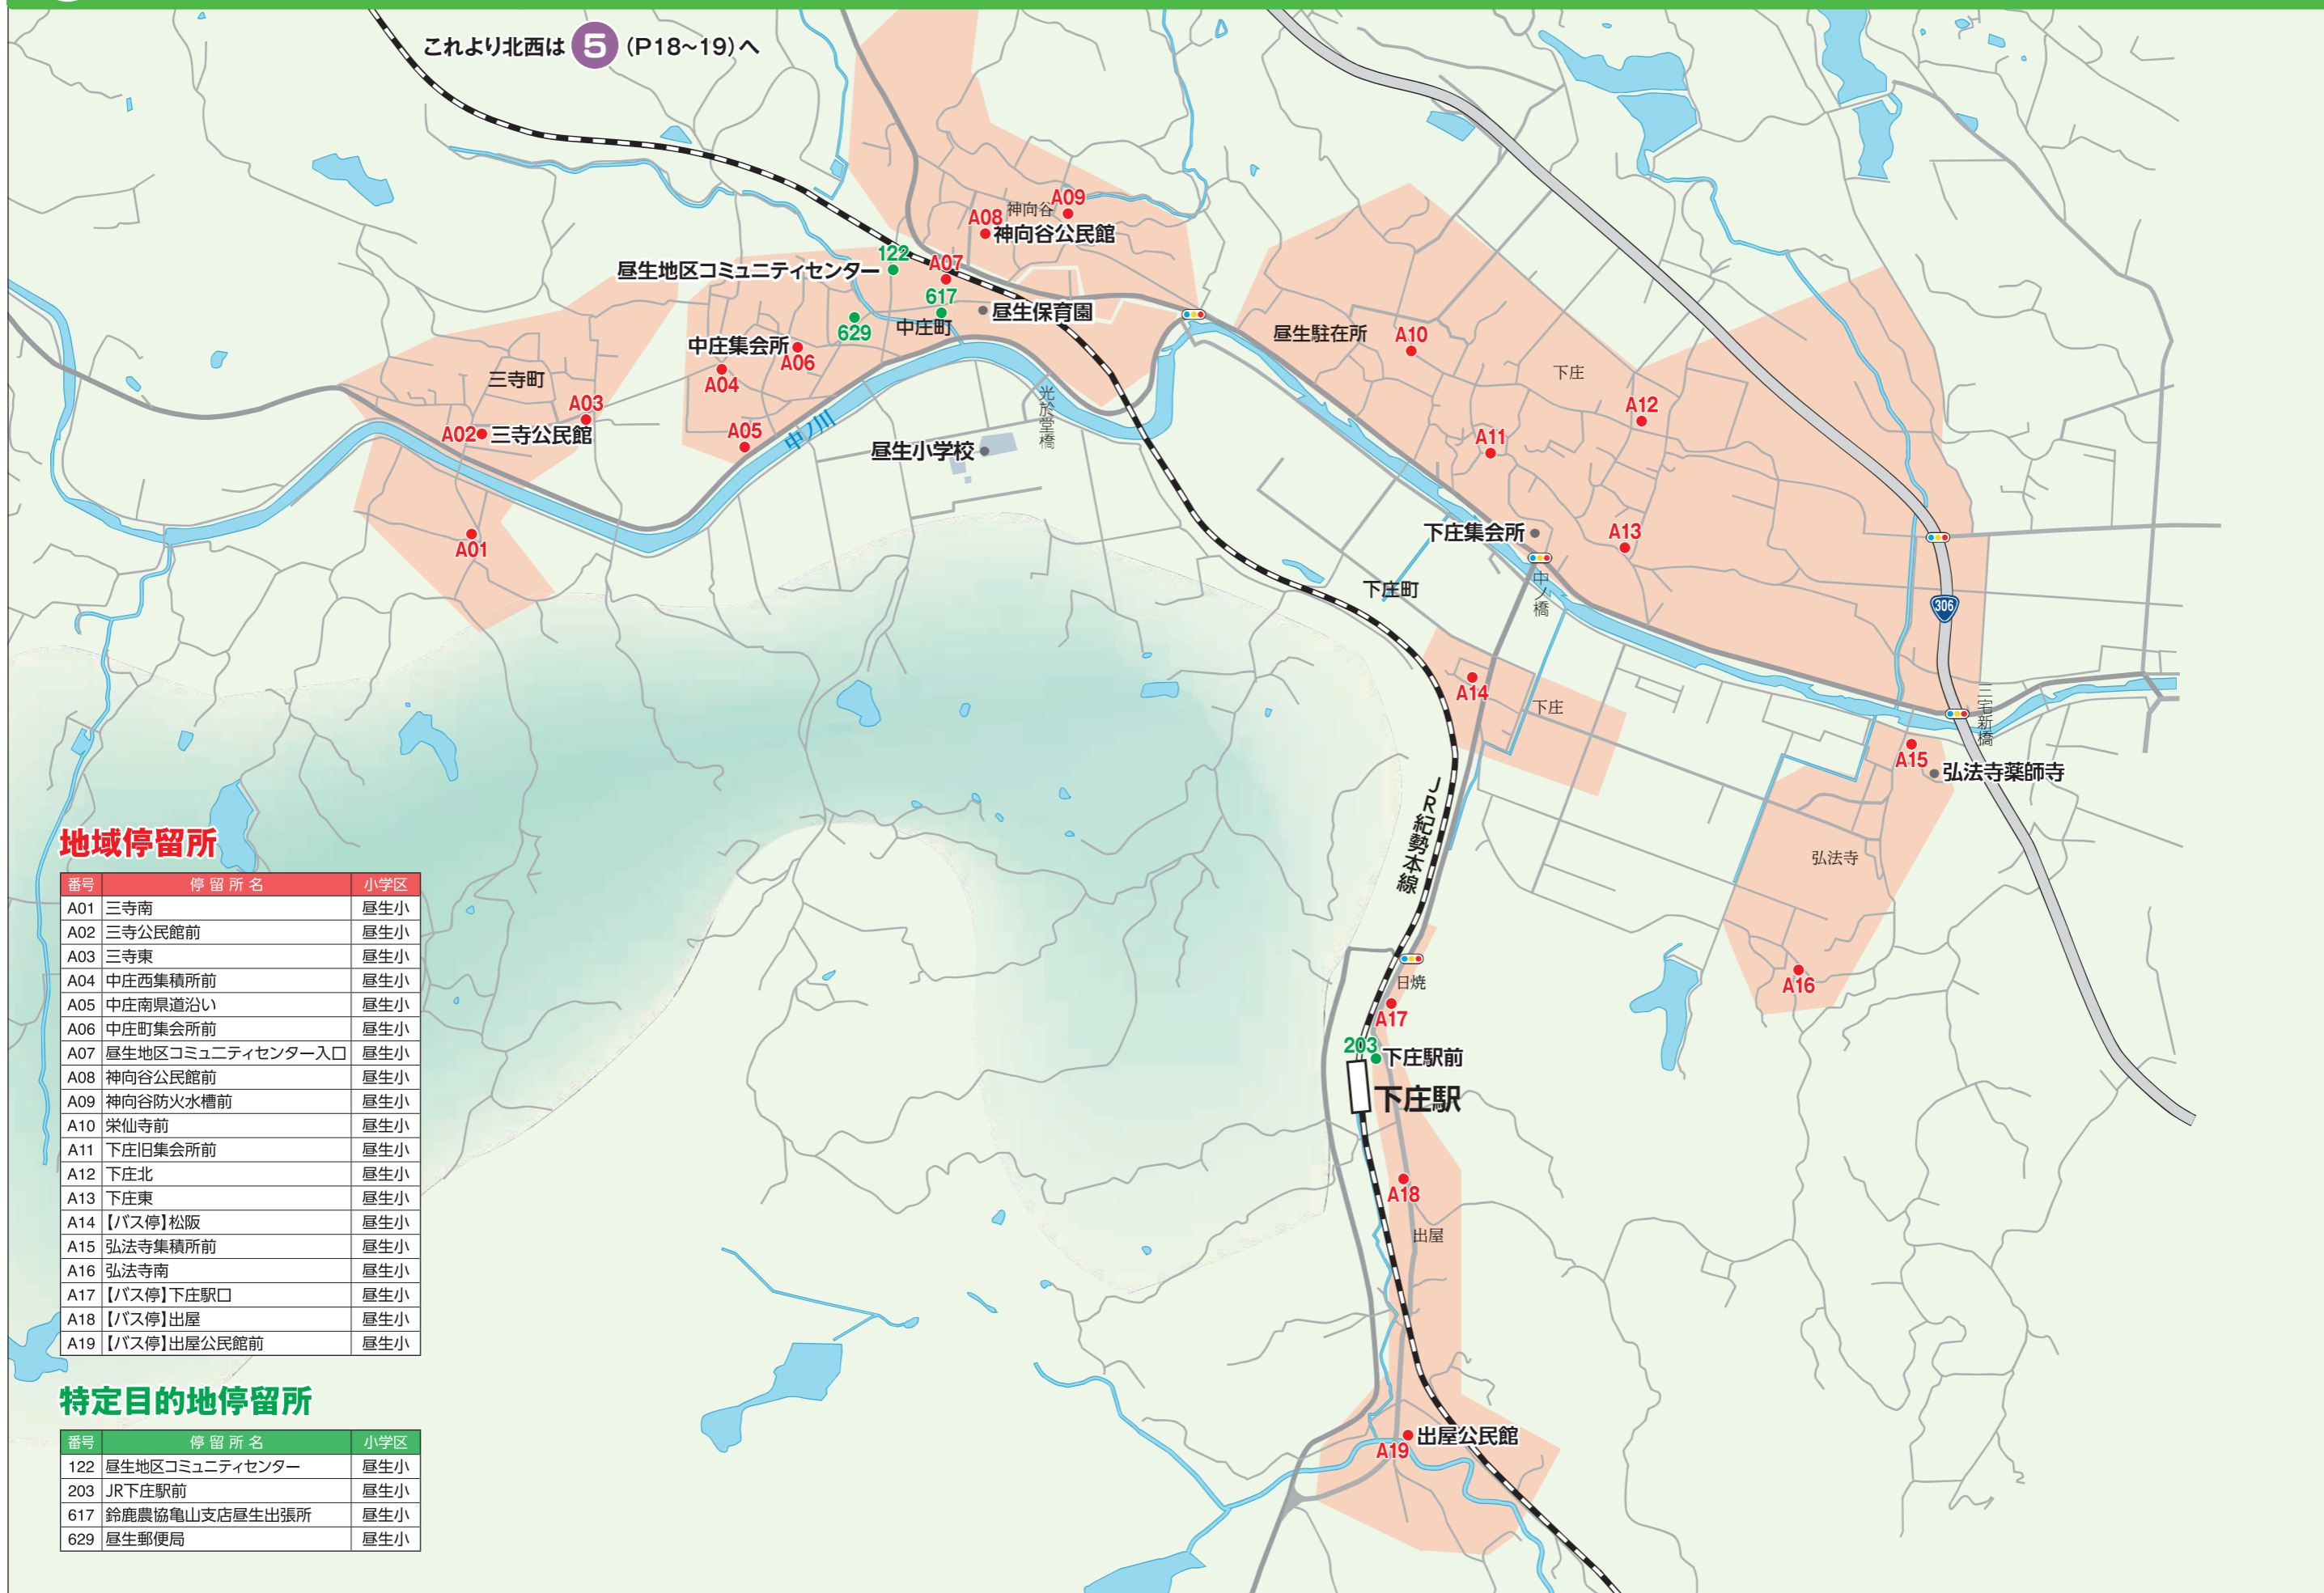 これより北西は 5 (P18~19)へ
A09
神向谷
A08
神向谷公民館
122
昼生地区コミュニティセンター
A07
617
昼生保育園
629
中庄町
中庄集会所
A06
A04
昼生駐在所
A10
下庄
三寺町
A03
A02
三寺公民館
A05
中ノ川
光於堂橋
昼生小学校
A12
A11
A01
下庄集会所
A13
中ノ橋
下庄町
306
A14
下庄
三宅新橋
A15
弘法寺薬師寺
JR紀勢本線
弘法寺
A16
日焼
A17
203
下庄駅前
下庄駅
A18
出屋
A19
出屋公民館
地域停留所
番号 停留所名 小学区
A01 三寺南 昼生小
A02 三寺公民館前 昼生小
A03 三寺東 昼生小
A04 中庄西集積所前 昼生小
A05 中庄南県道沿い 昼生小
A06 中庄町集会所前 昼生小
A07 昼生地区コミュニティセンター入口 昼生小
A08 神向谷公民館前 昼生小
A09 神向谷防火水槽前 昼生小
A10 栄仙寺前 昼生小
A11 下庄旧集会所前 昼生小
A12 下庄北 昼生小
A13 下庄東 昼生小
A14 【バス停】松阪 昼生小
A15 弘法寺集積所前 昼生小
A16 弘法寺南 昼生小
A17 【バス停】下庄駅口 昼生小
A18 【バス停】出屋 昼生小
A19 【バス停】出屋公民館前 昼生小
特定目的地停留所
番号 停留所名 小学区
122 昼生地区コミュニティセンター 昼生小
203 JR下庄駅前 昼生小
617 鈴鹿農協亀山支店昼生出張所 昼生小
629 昼生郵便局 昼生小